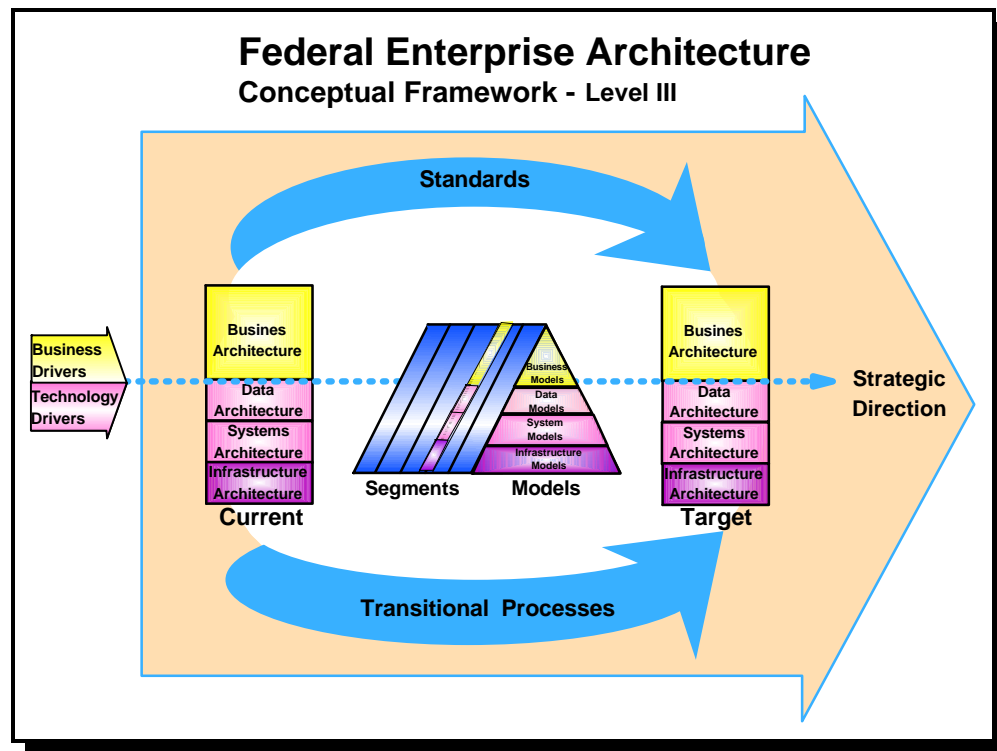 Federal Enterprise Architecture
Conceptual Framework - Level III
Standards
Business
Drivers
Technology
Drivers
Busines
Architecture
Data
Architecture
Systems
Architecture
Infrastructure
Architecture
Current
Segments
Business
Models
Data
Models
System
Models
Infrastructure
Models
Models
Busines
Architecture
Data
Architecture
Systems
Architecture
Infrastructure
Architecture
Target
Strategic
Direction
Transitional Processes